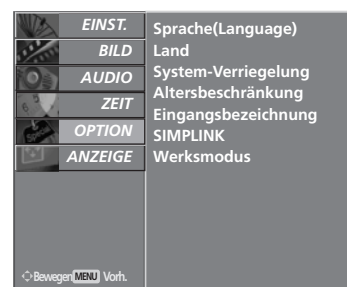 EINST.
BILD
AUDIO
ZEIT
OPTION
ANZEIGE
Sprache(Language)
Land
System-Verriegelung
Altersbeschränkung
Eingangsbezeichnung
SIMPLINK
Werksmodus
Bewegen MENU Vorh.